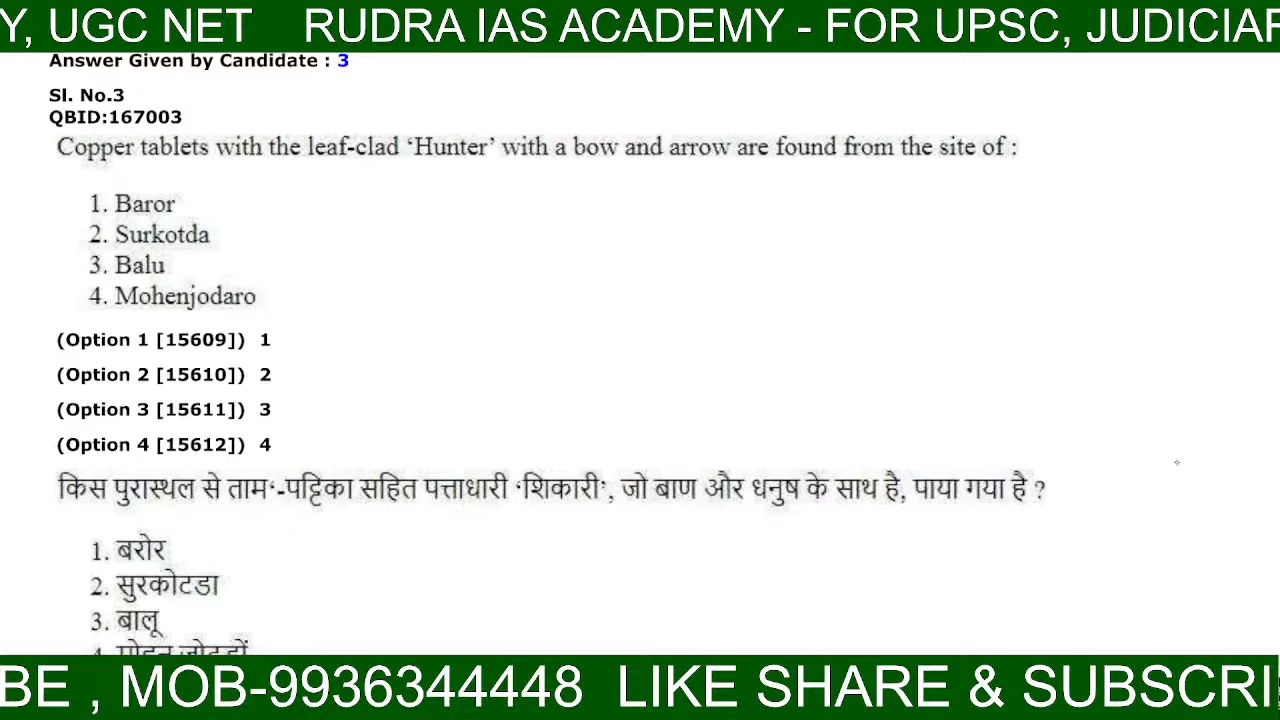 Y, UGC NET RUDRA IAS ACADEMY - FOR UPSC, JUDICIAR
Answer Given by Candidate : 3
Sl. No.3
QBID:167003
Copper tablets with the leaf-clad ‘Hunter’ with a bow and arrow are found from the site of :
1. Baror
2. Surkotda
3. Balu
4. Mohenjodaro
(Option 1 [15609]) 1
(Option 2 [15610]) 2
(Option 3 [15611]) 3
(Option 4 [15612]) 4
किस पुरास्थल से ताम‘-पट्टिका सहित पत्ताधारी ‘शिकारी’, जो बाण और धनुष के साथ है, पाया गया है ?
1. बरोर
2. सुरकोटडा
3. बालू
BE , MOB-9936344448 LIKE SHARE & SUBSCRI